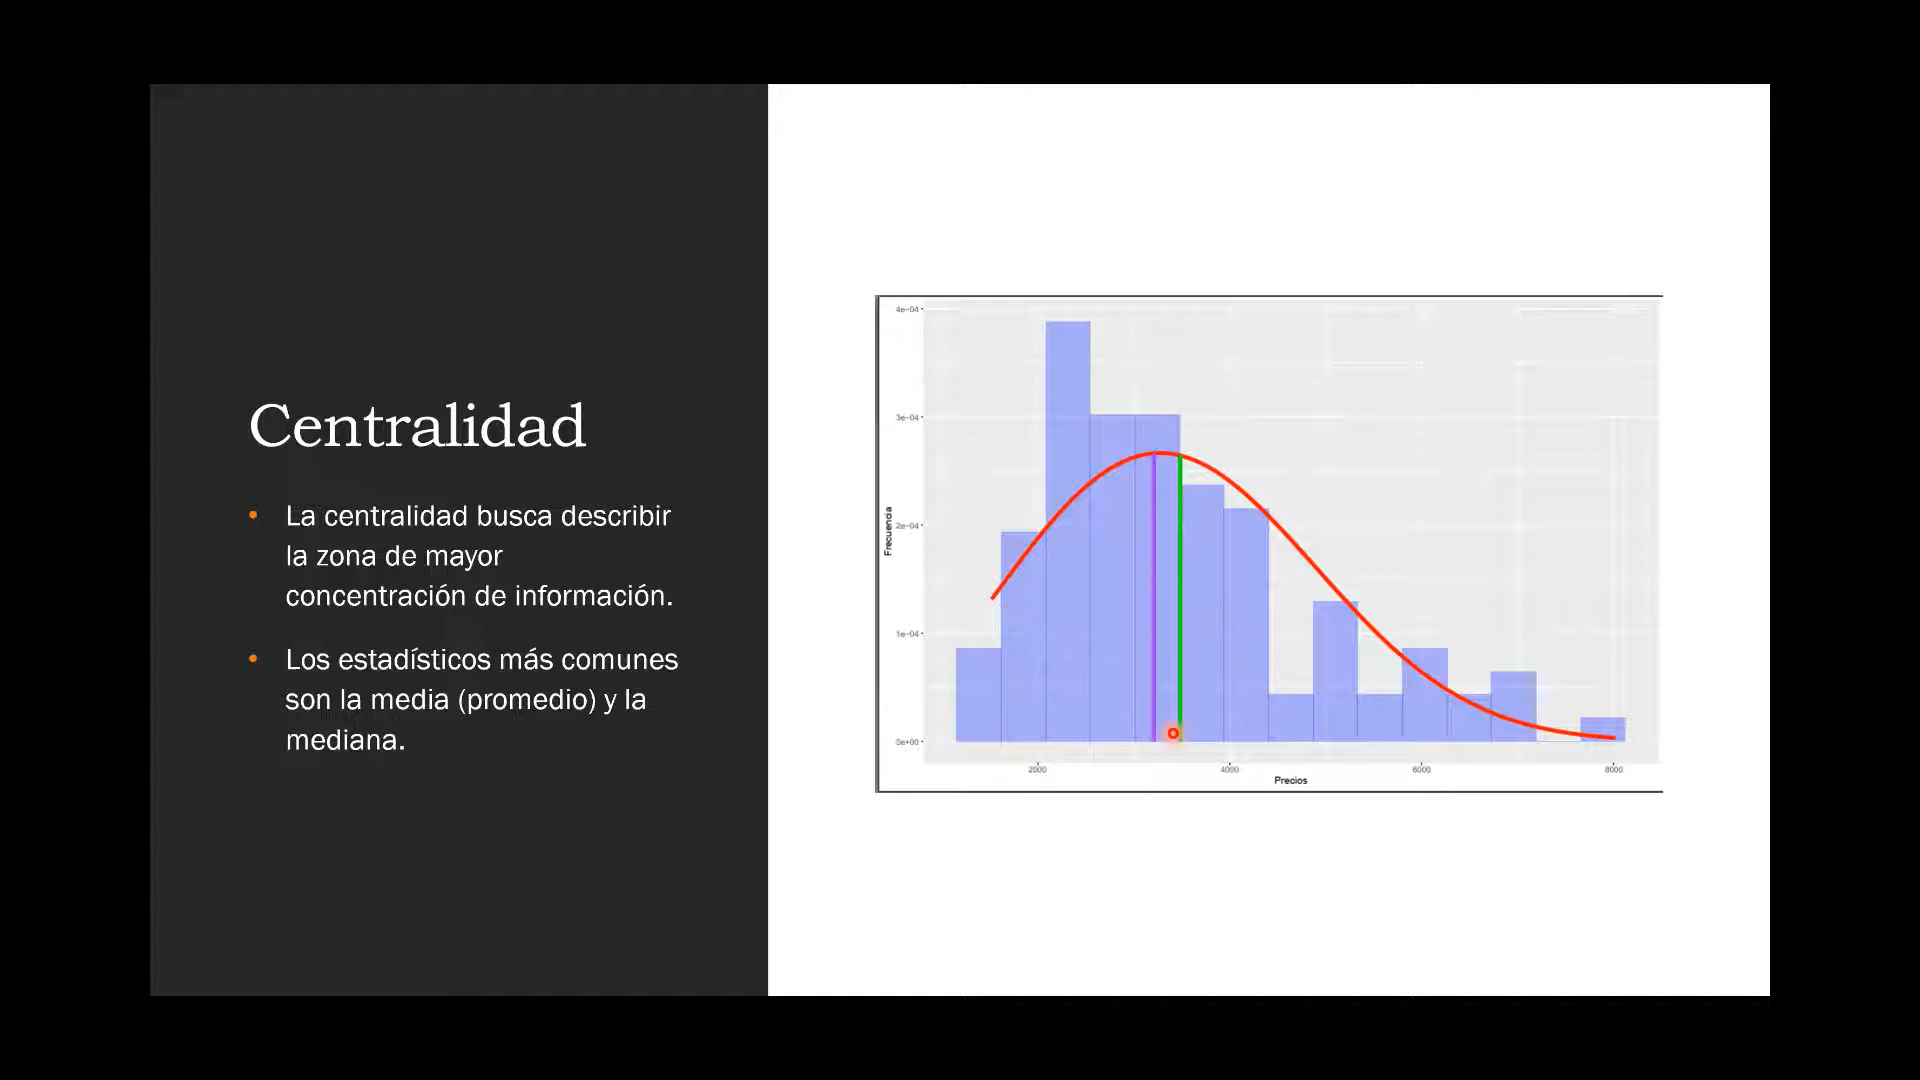 Centralidad
La centralidad busca describir
la zona de mayor
concentración de información.
Los estadísticos más comunes
son la media (promedio) y la
mediana.
4e-04
3e-04
2e-04
1e-04
0e+00
Frecuencia
2000
4000
6000
8000
Precios